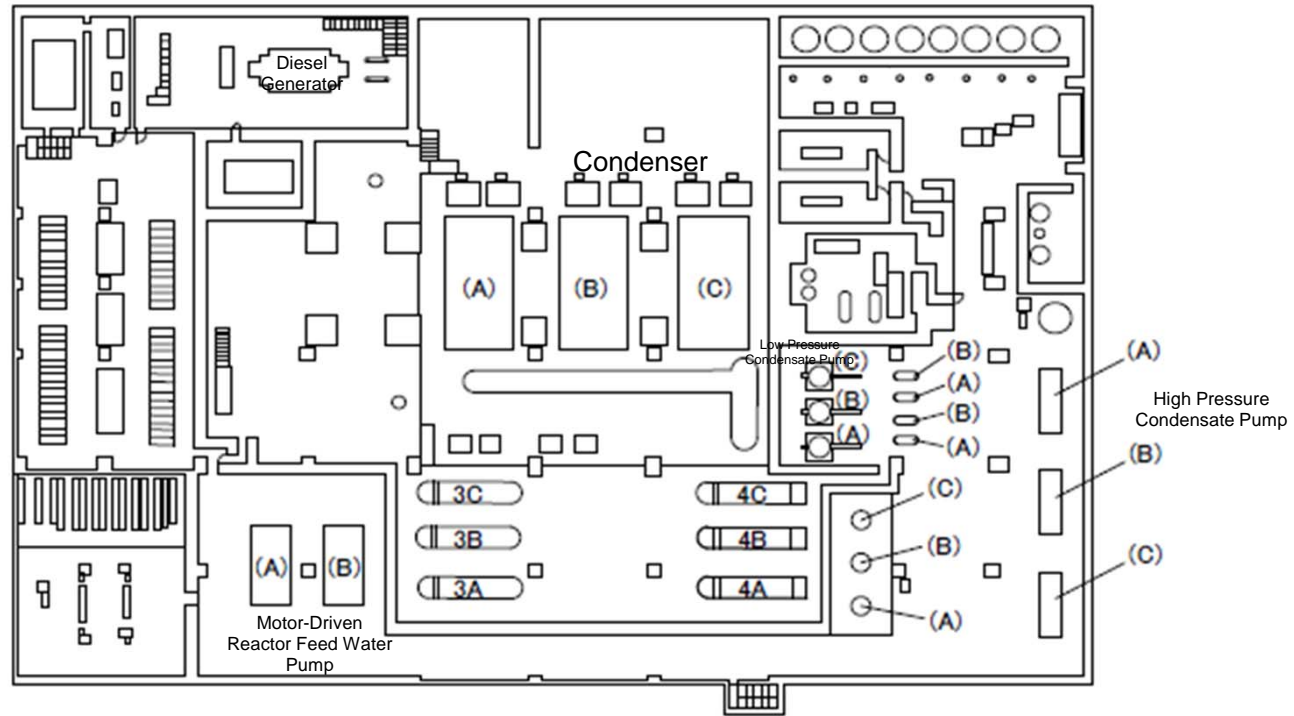 Diesel
Generator
Condenser
(A)
(B)
(C)
Low Pressure
Condensate Pump
(C)
(B)
(A)
(B)
(A)
(B)
(A)
(A)
High Pressure
Condensate Pump
(B)
(C)
3C
4C
3B
4B
3A
4A
(C)
(B)
(A)
(A)
(B)
Motor-Driven
Reactor Feed Water
Pump